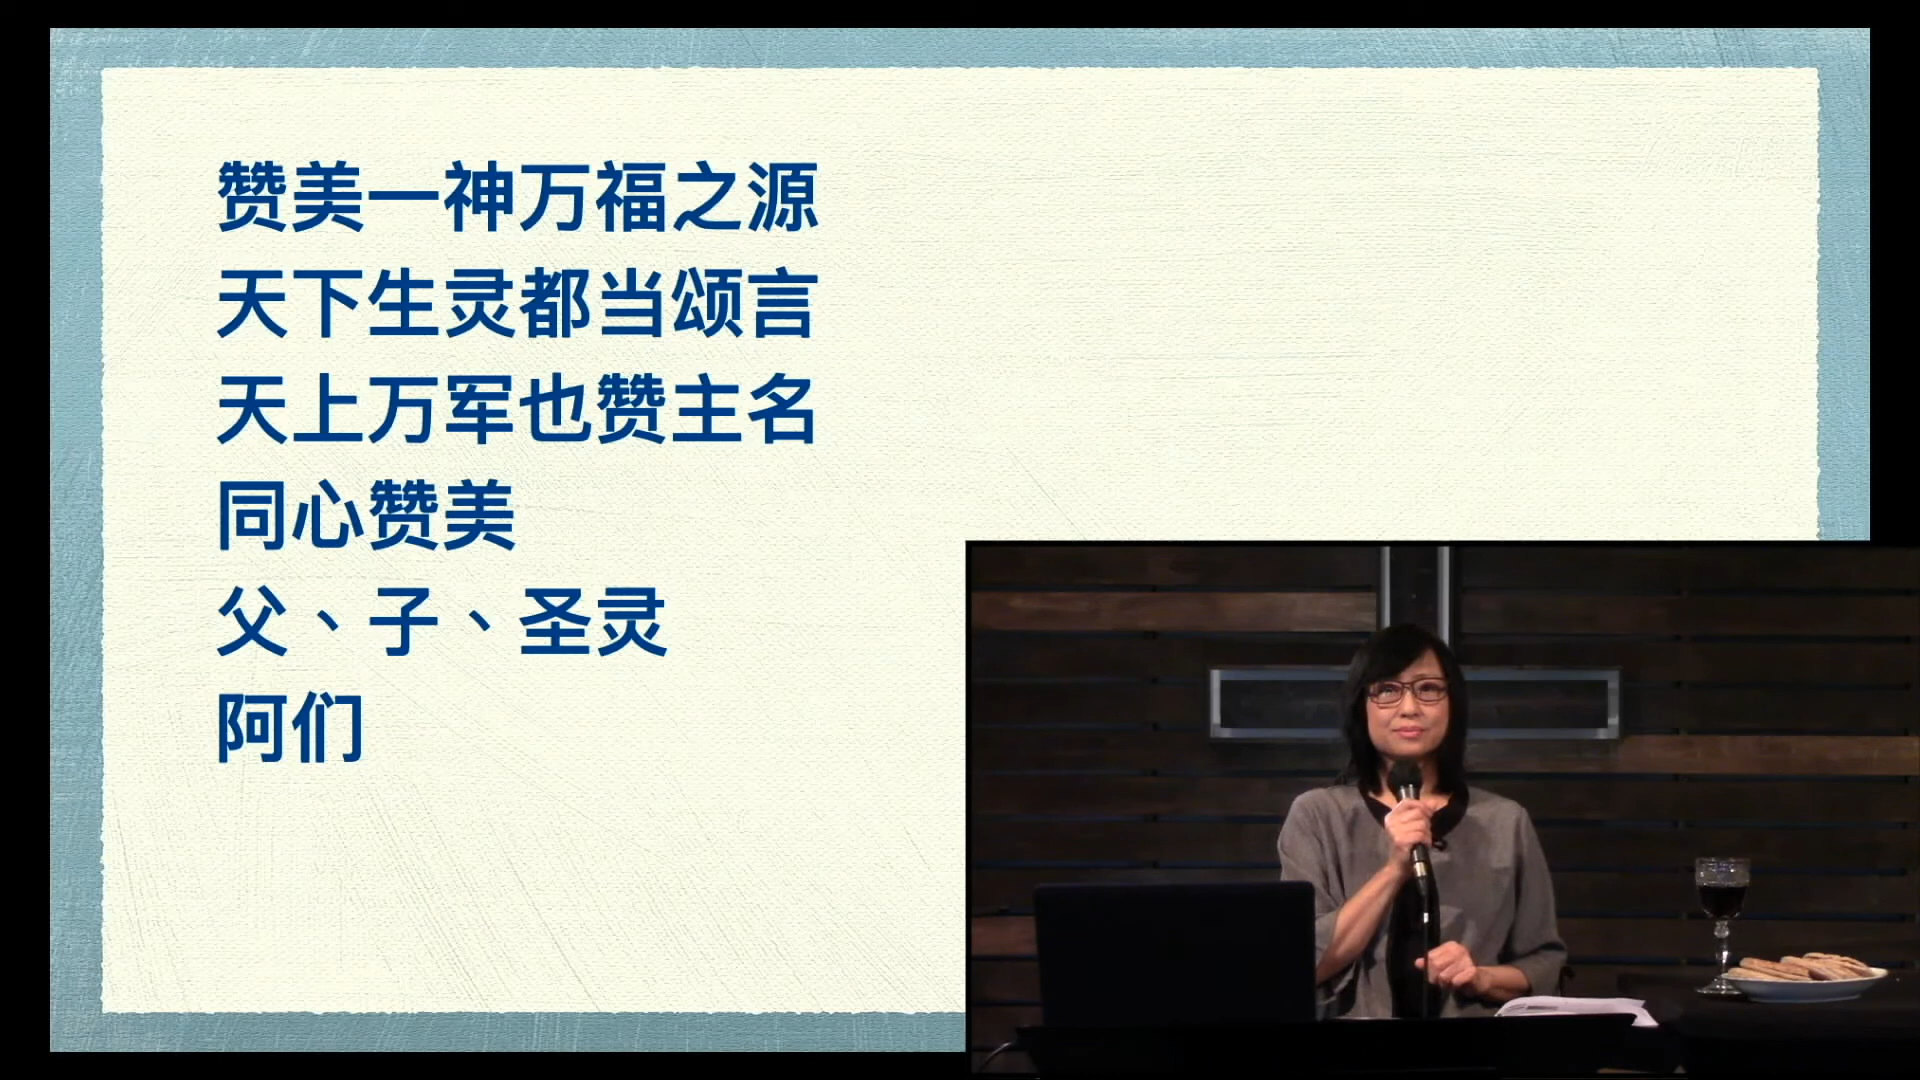 赞美一神万福之源
天下生灵都当颂言
天上万军也赞主名
同心赞美
父、子、圣灵
阿们